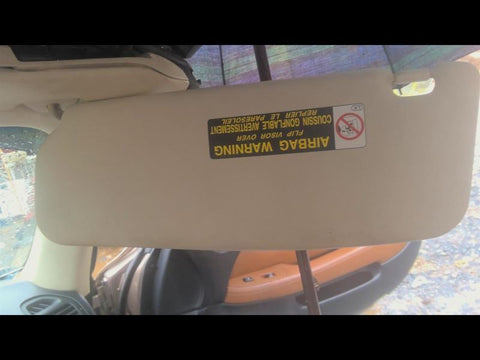 AIRBAG WARNING
FLIP VISOR OVER
COUSSIN GONFLABLE AVERTISSEMENT
REPLIER LE PARESOLEIL